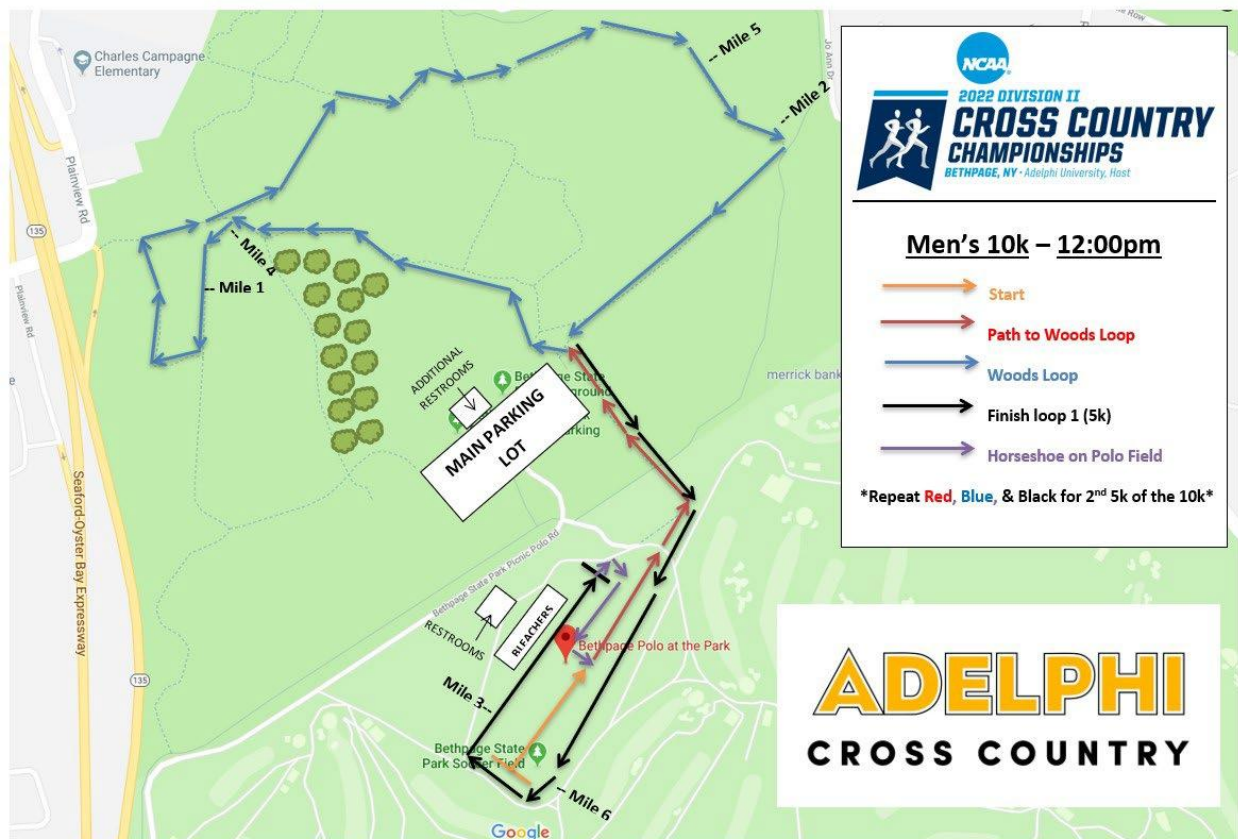 Charles Campagne
Elementary
Plainview Rd
135
Plainview Rd
Seaford-Oyster Bay Expressway
135
-- Mile 5
Jo Ann Dr
-- Mile 2
-- Mile 4
-- Mile 1
ADDITIONAL
RESTROOMS
MAIN PARKING
LOT
Bethpage State
merrick bank
Bethpage State Park Picnic Polo Rd
RESTROOMS
BLEACHERS
Bethpage Polo at the Park
Mile 3--
Bethpage State
Park Soccer Field
-- Mile 6
Google
NCAA
2022 DIVISION II
CROSS COUNTRY
CHAMPIONSHIPS
BETHPAGE, NY • Adelphi University, Host
Men's 10k – 12:00pm
Start
Path to Woods Loop
Woods Loop
Finish loop 1 (5k)
Horseshoe on Polo Field
*Repeat Red, Blue, & Black for 2nd 5k of the 10k*
ADELPHI
CROSS COUNTRY